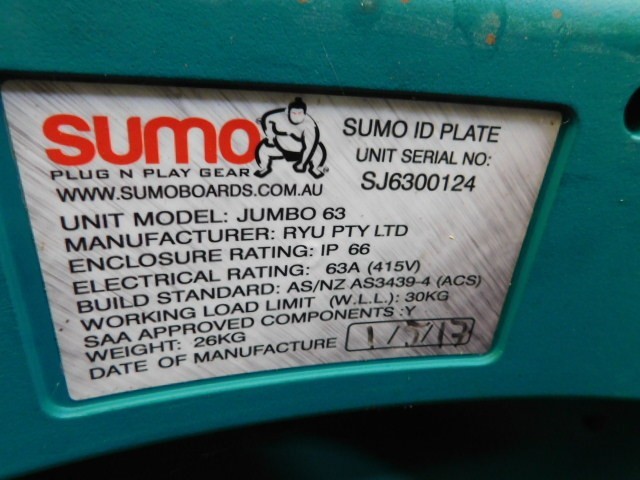 SUMO
PLUG N PLAY GEAR
WWW.SUMOBOARDS.COM.AU
SUMO ID PLATE
UNIT SERIAL NO:
SJ6300124
UNIT MODEL: JUMBO 63
MANUFACTURER: RYU PTY LTD
ENCLOSURE RATING: IP 66
ELECTRICAL RATING: 63A (415V)
BUILD STANDARD: AS/NZ AS3439-4 (ACS)
WORKING LOAD LIMIT (W.L.L.): 30KG
SAA APPROVED COMPONENTS :Y
WEIGHT: 26KG
DATE OF MANUFACTURE